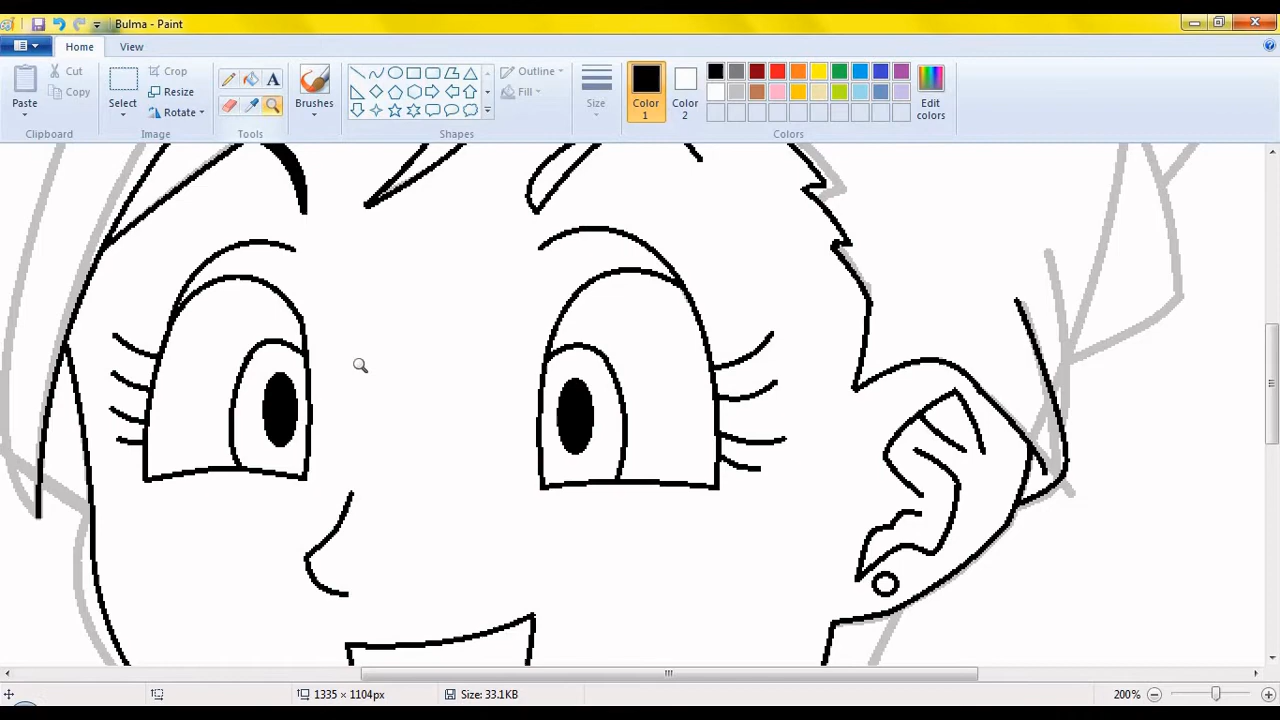 Bulma - Paint
Home View
Paste
Cut
Copy
Clipboard
Select
Crop
Resize
Rotate
Image
A
Tools
Brushes
Outline
Fill
Shapes
Size
Color 1
Color 2
Edit colors
Colors
1335 × 1104px
Size: 33.1KB
200%